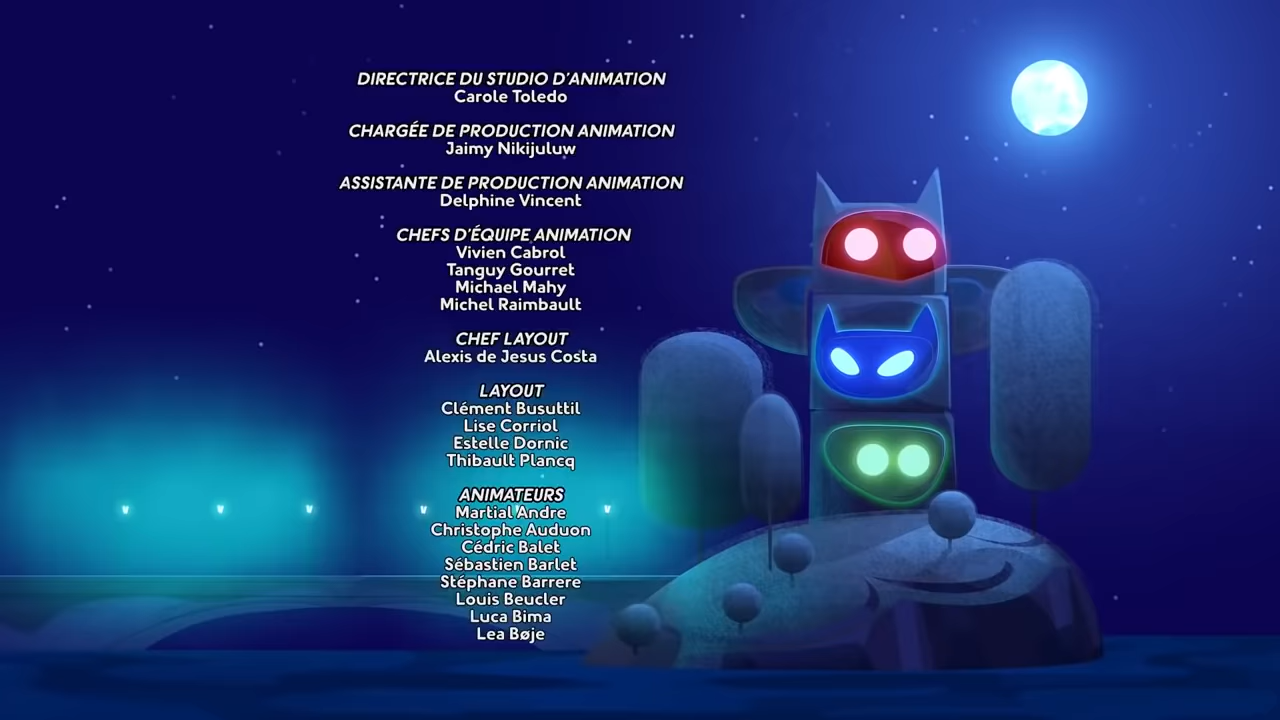 DIRECTRICE DU STUDIO D'ANIMATION
Carole Toledo
CHARGÉE DE PRODUCTION ANIMATION
Jaimy Nikijuluw
ASSISTANTE DE PRODUCTION ANIMATION
Delphine Vincent
CHEFS D'ÉQUIPE ANIMATION
Vivien Cabrol
Tanguy Gourret
Michael Mahy
Michel Raimbault
CHEF LAYOUT
Alexis de Jesus Costa
LAYOUT
Clément Busuttil
Lise Corriol
Estelle Dornic
Thibault Plancq
ANIMATEURS
Martial Andre
Christophe Auduon
Cédric Balet
Sébastien Barlet
Stéphane Barrere
Louis Beucler
Luca Bima
Lea Bøje